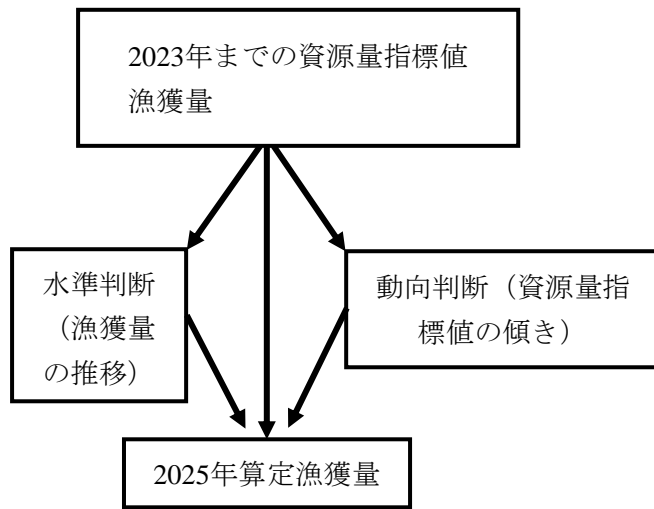 2023年までの資源量指標値
漁獲量
水準判断
（漁獲量
の推移）
動向判断（資源量指
標値の傾き）
2025年算定漁獲量